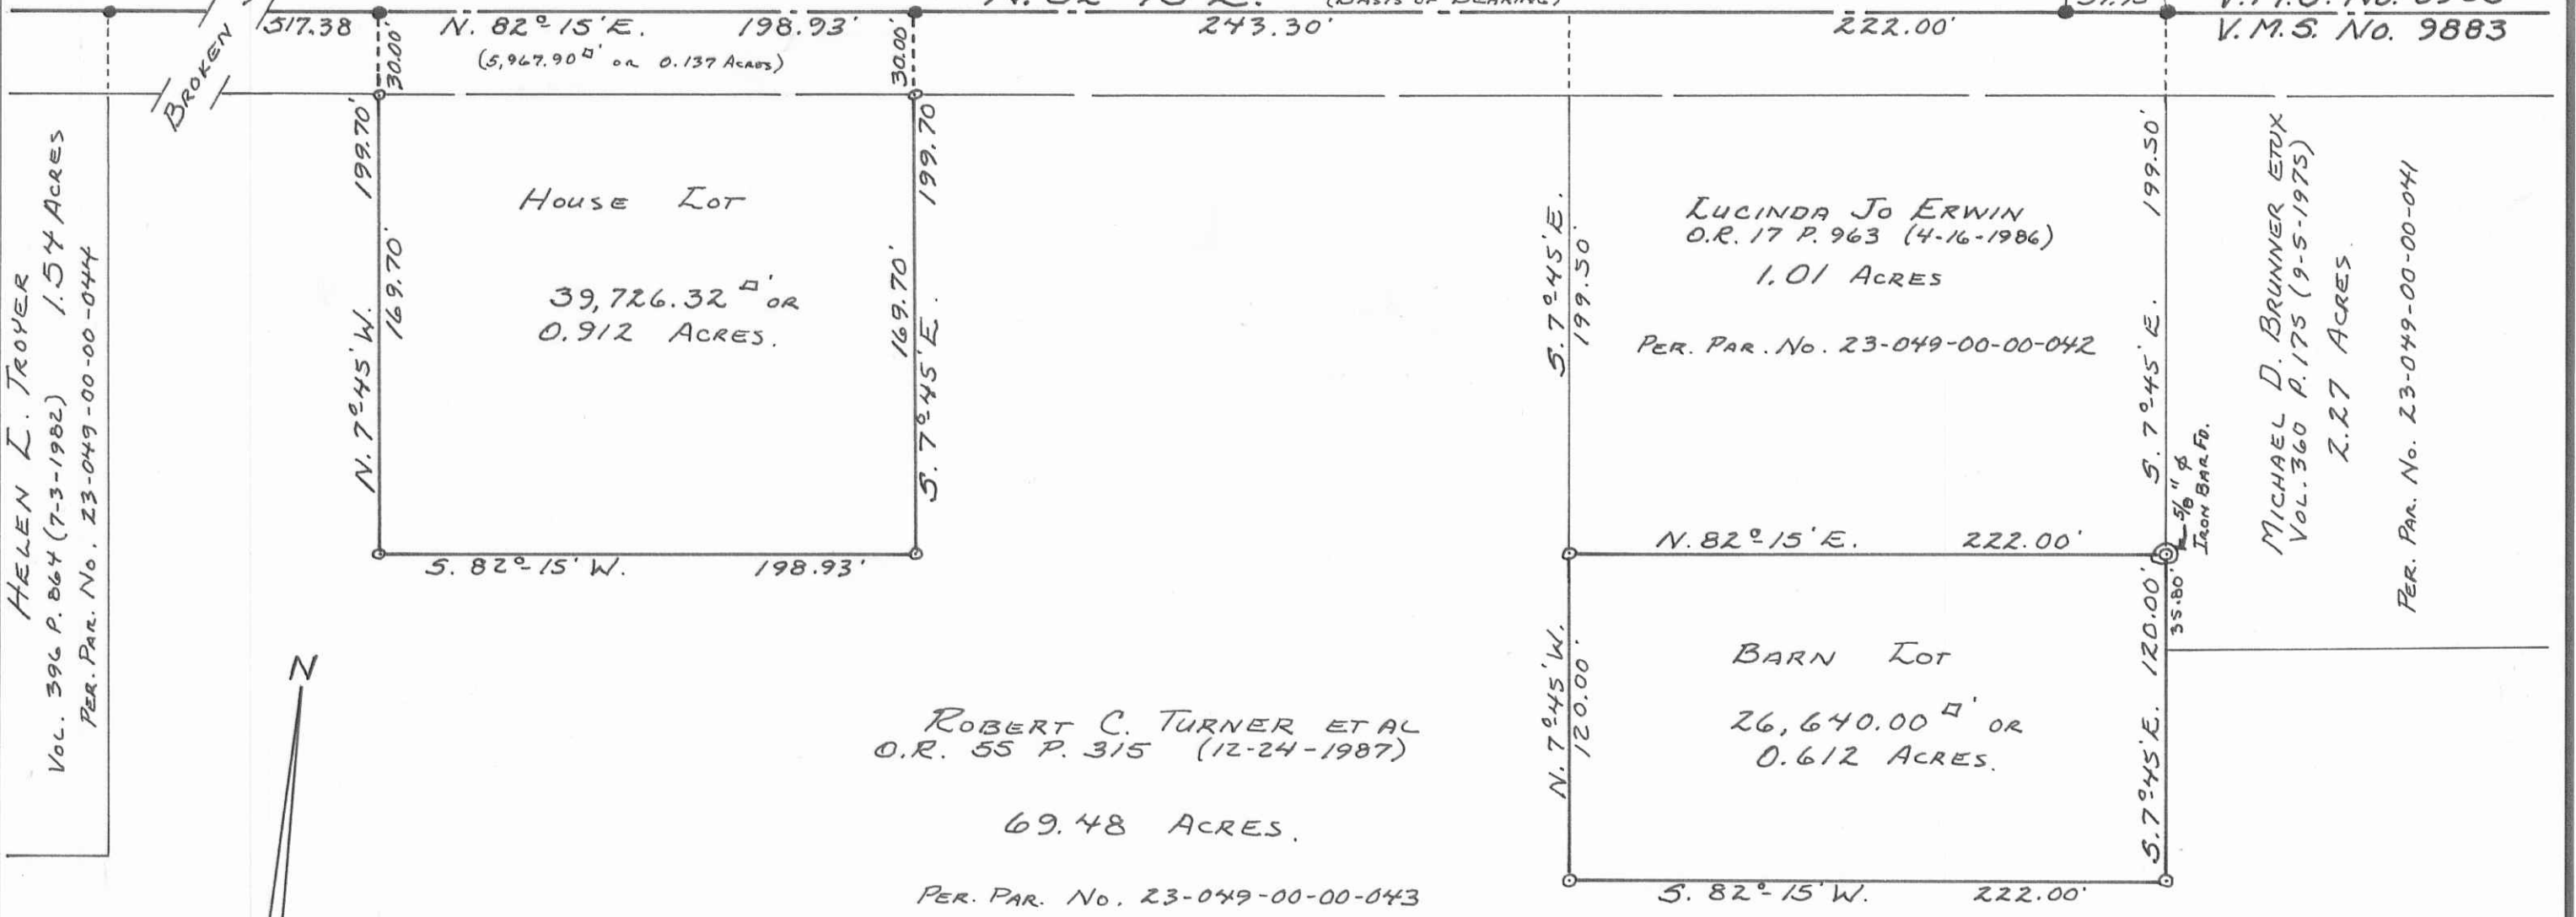 517.38
N. 82°-15' E. 198.93'
(5,967.90 □' or 0.137 Acres)
30.00'
30.00'
243.30'
222.00'
V.M.S. No. 9883
BROKEN
HELEN L. TROYER
VOL. 396 P. 864 (7-3-1982) 1.54 ACRES
PER. PAR. No. 23-049-00-00-044
199.70'
N. 7°-45' W.
169.70'
HOUSE LOT
39,726.32 □' OR
0.912 ACRES.
169.70'
199.70
S. 7°-45' E.
S. 82°-15' W. 198.93'
S. 7°-45' E.
199.50'
LUCINDA JO ERWIN
O.R. 17 P. 963 (4-16-1986)
1.01 ACRES
PER. PAR. No. 23-049-00-00-042
S. 7°-45' E. 199.50'
N. 82°-15' E. 222.00'
5/8" ø
IRON BAR FD.
35.80'
MICHAEL D. BRUNNER ETUX
VOL. 360 P. 175 (9-5-1975)
2.27 ACRES.
PER. PAR. No. 23-049-00-00-041
N
ROBERT C. TURNER ET AL
O.R. 55 P. 315 (12-24-1987)
69.48 ACRES.
PER. PAR. No. 23-049-00-00-043
N. 7°-45' W.
120.00'
BARN LOT
26,640.00 □' OR
0.612 ACRES.
S. 7°-45' E. 120.00'
S. 82°-15' W. 222.00'